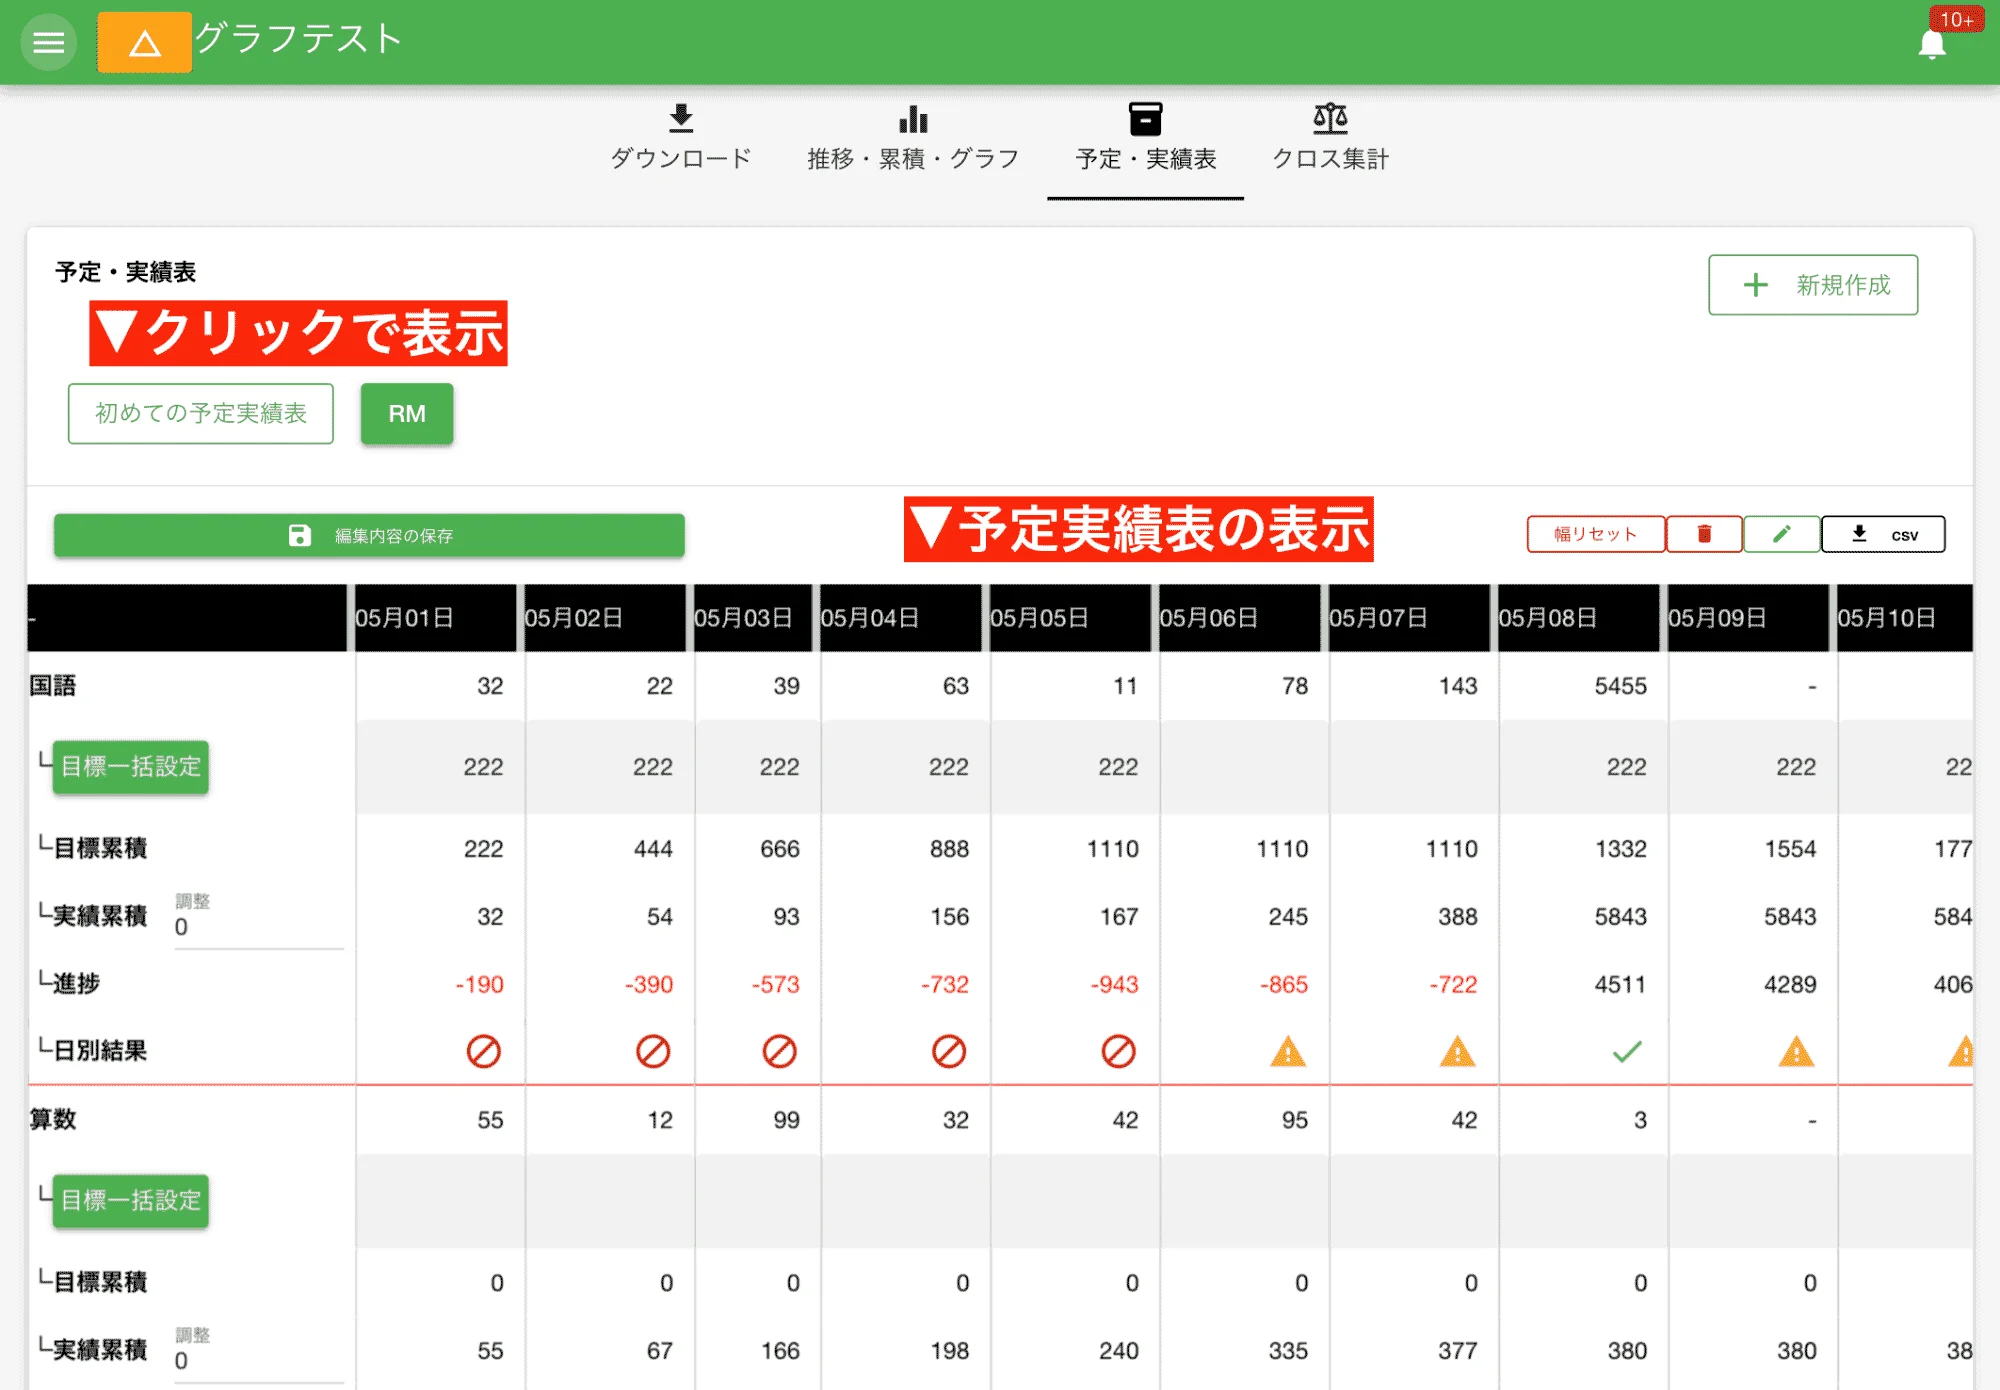 グラフテスト
10+
ダウンロード 推移・累積・グラフ 予定・実績表 クロス集計
予定・実績表
+ 新規作成
▼クリックで表示
初めての予定実績表 RM
編集内容の保存 ▼予定実績表の表示 幅リセット csv
- 05月01日 05月02日 05月03日 05月04日 05月05日 05月06日 05月07日 05月08日 05月09日 05月10日
国語 32 22 39 63 11 78 143 5455 -
└目標一括設定 222 222 222 222 222 222 222 22
└目標累積 222 444 666 888 1110 1110 1110 1332 1554 177
└実績累積 調整 0 32 54 93 156 167 245 388 5843 5843 584
└進捗 -190 -390 -573 -732 -943 -865 -722 4511 4289 406
└日別結果
算数 55 12 99 32 42 95 42 3 -
└目標一括設定
└目標累積 0 0 0 0 0 0 0 0 0
└実績累積 調整 0 55 67 166 198 240 335 377 380 380 38